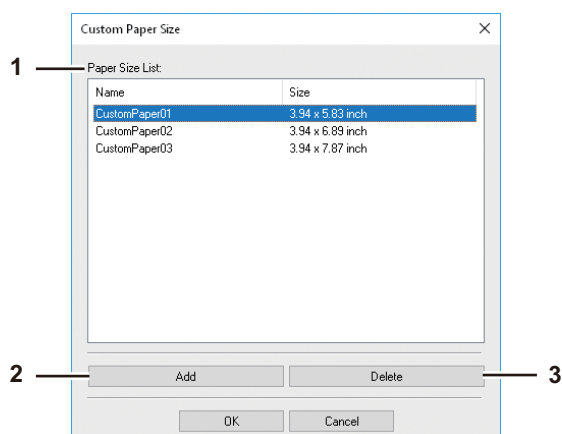 Custom Paper Size
1
Paper Size List:
Name Size
CustomPaper01 3.94 x 5.83 inch
CustomPaper02 3.94 x 6.89 inch
CustomPaper03 3.94 x 7.87 inch
2 Add Delete 3
OK Cancel